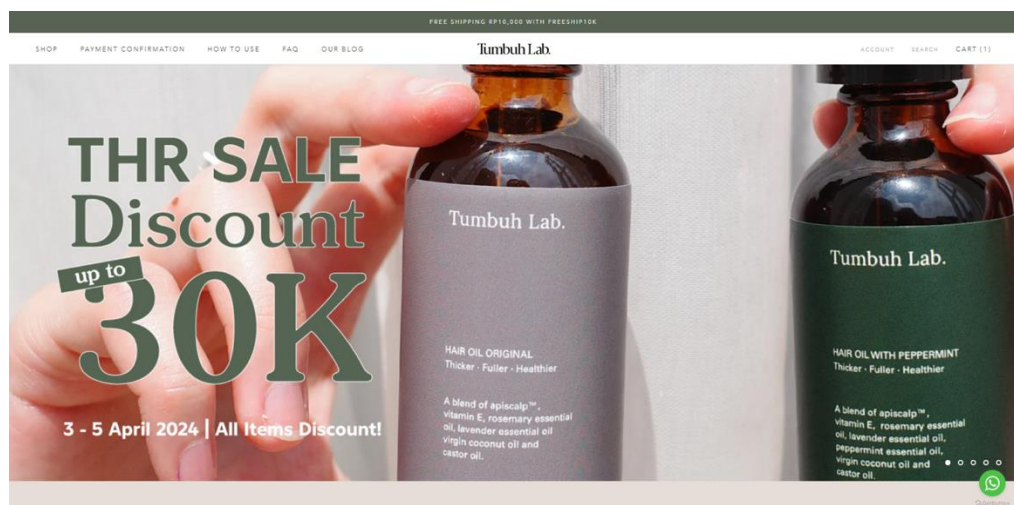 FREE SHIPPING RP10,000 WITH FREESHIP10K
SHOP PAYMENT CONFIRMATION HOW TO USE FAQ OUR BLOG Tumbuh Lab. ACCOUNT SEARCH CART (1)
THR SALE
Discount
up to
30K
3 - 5 April 2024 | All Items Discount!
Tumbuh Lab.
HAIR OIL ORIGINAL
Thicker · Fuller · Healthier
A blend of apiscalp™,
vitamin E, rosemary essential
oil, lavender essential oil
virgin coconut oil and
castor oil.
Tumbuh Lab.
HAIR OIL WITH PEPPERMINT
Thicker · Fuller · Healthier
A blend of apiscalp™,
vitamin E, rosemary essential
oil, lavender essential oil,
peppermint essential oil,
virgin coconut oil and
castor oil.